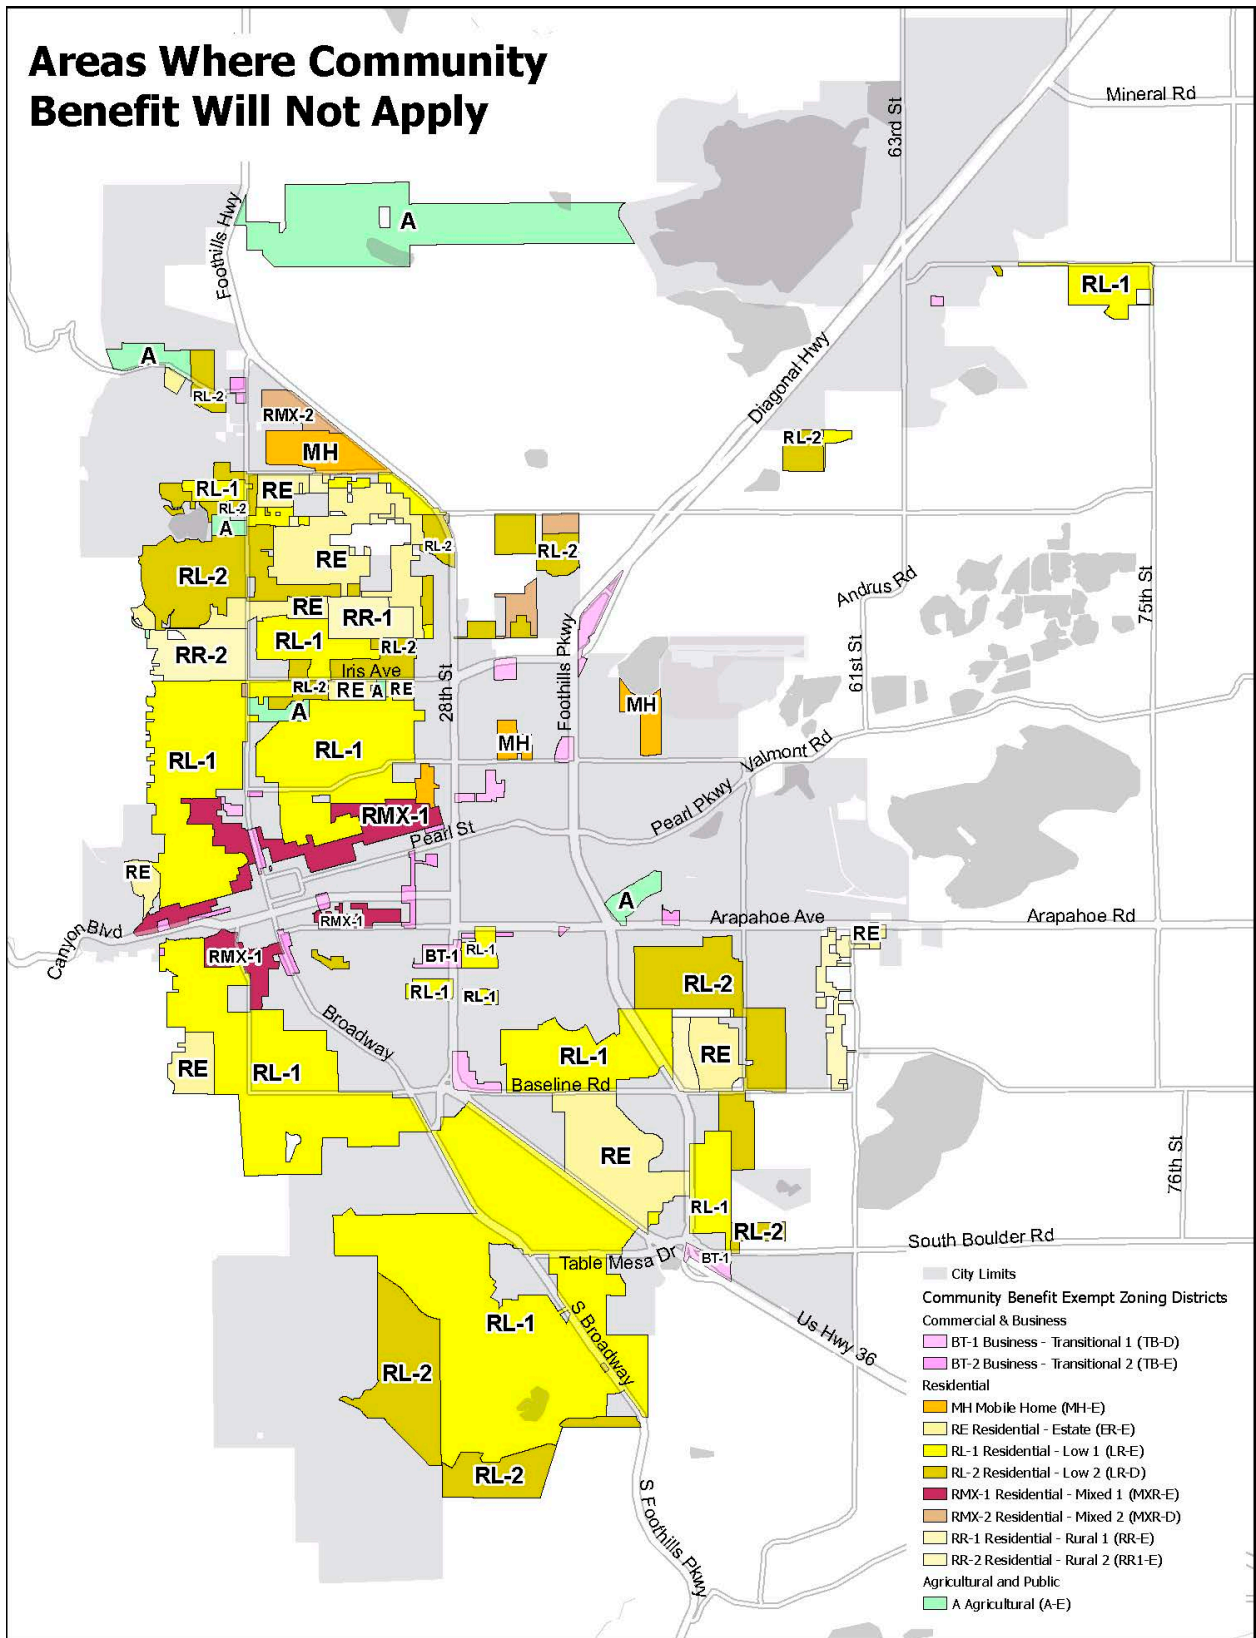 Areas Where Community
Benefit Will Not Apply
Mineral Rd
63rd St
Foothills Hwy
A
RL-1
Diagonal Hwy
A
RL-2
RMX-2
MH
RL-2
RL-1
RE
RL-2
A
RL-2
RL-2
RE
RL-2
Andrus Rd
75th St
RE
RR-1
RL-1
RL-2
RR-2
Iris Ave
RL-2
RE
A
RE
28th St
Foothills Pkwy
61st St
MH
A
MH
RL-1
RL-1
Valmont Rd
RMX-1
Pearl St
Pearl Pkwy
RE
A
Arapahoe Ave
Arapahoe Rd
RMX-1
Canyon Blvd
RMX-1
BT-1
RL-1
RE
RL-1
RL-1
RL-2
Broadway
RE
RL-1
RL-1
RE
Baseline Rd
RE
76th St
RL-1
RL-2
South Boulder Rd
Table Mesa Dr
BT-1
RL-1
S Broadway
Us Hwy 36
RL-2
RL-2
S Foothills Pkwy
City Limits
Community Benefit Exempt Zoning Districts
Commercial & Business
BT-1 Business - Transitional 1 (TB-D)
BT-2 Business - Transitional 2 (TB-E)
Residential
MH Mobile Home (MH-E)
RE Residential - Estate (ER-E)
RL-1 Residential - Low 1 (LR-E)
RL-2 Residential - Low 2 (LR-D)
RMX-1 Residential - Mixed 1 (MXR-E)
RMX-2 Residential - Mixed 2 (MXR-D)
RR-1 Residential - Rural 1 (RR-E)
RR-2 Residential - Rural 2 (RR1-E)
Agricultural and Public
A Agricultural (A-E)